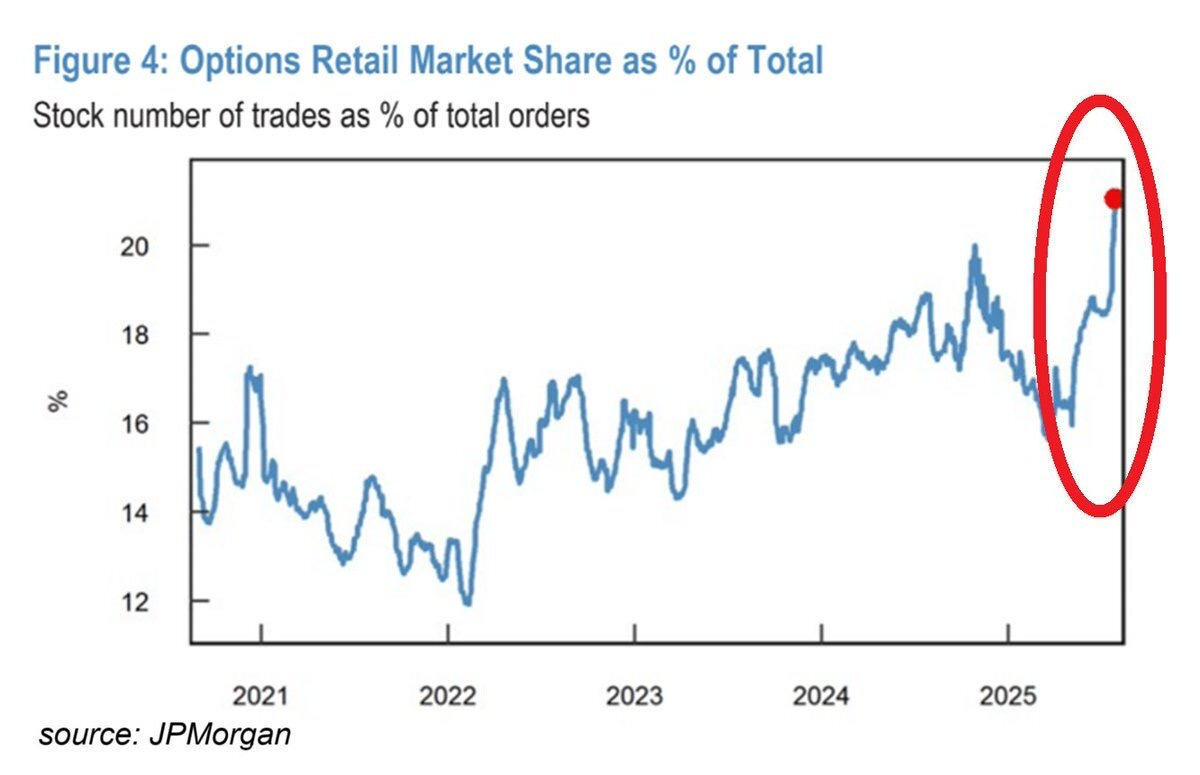 Figure 4: Options Retail Market Share as % of Total
Stock number of trades as % of total orders
20
18
16
14
12
%
2021 2022 2023 2024 2025
source: JPMorgan